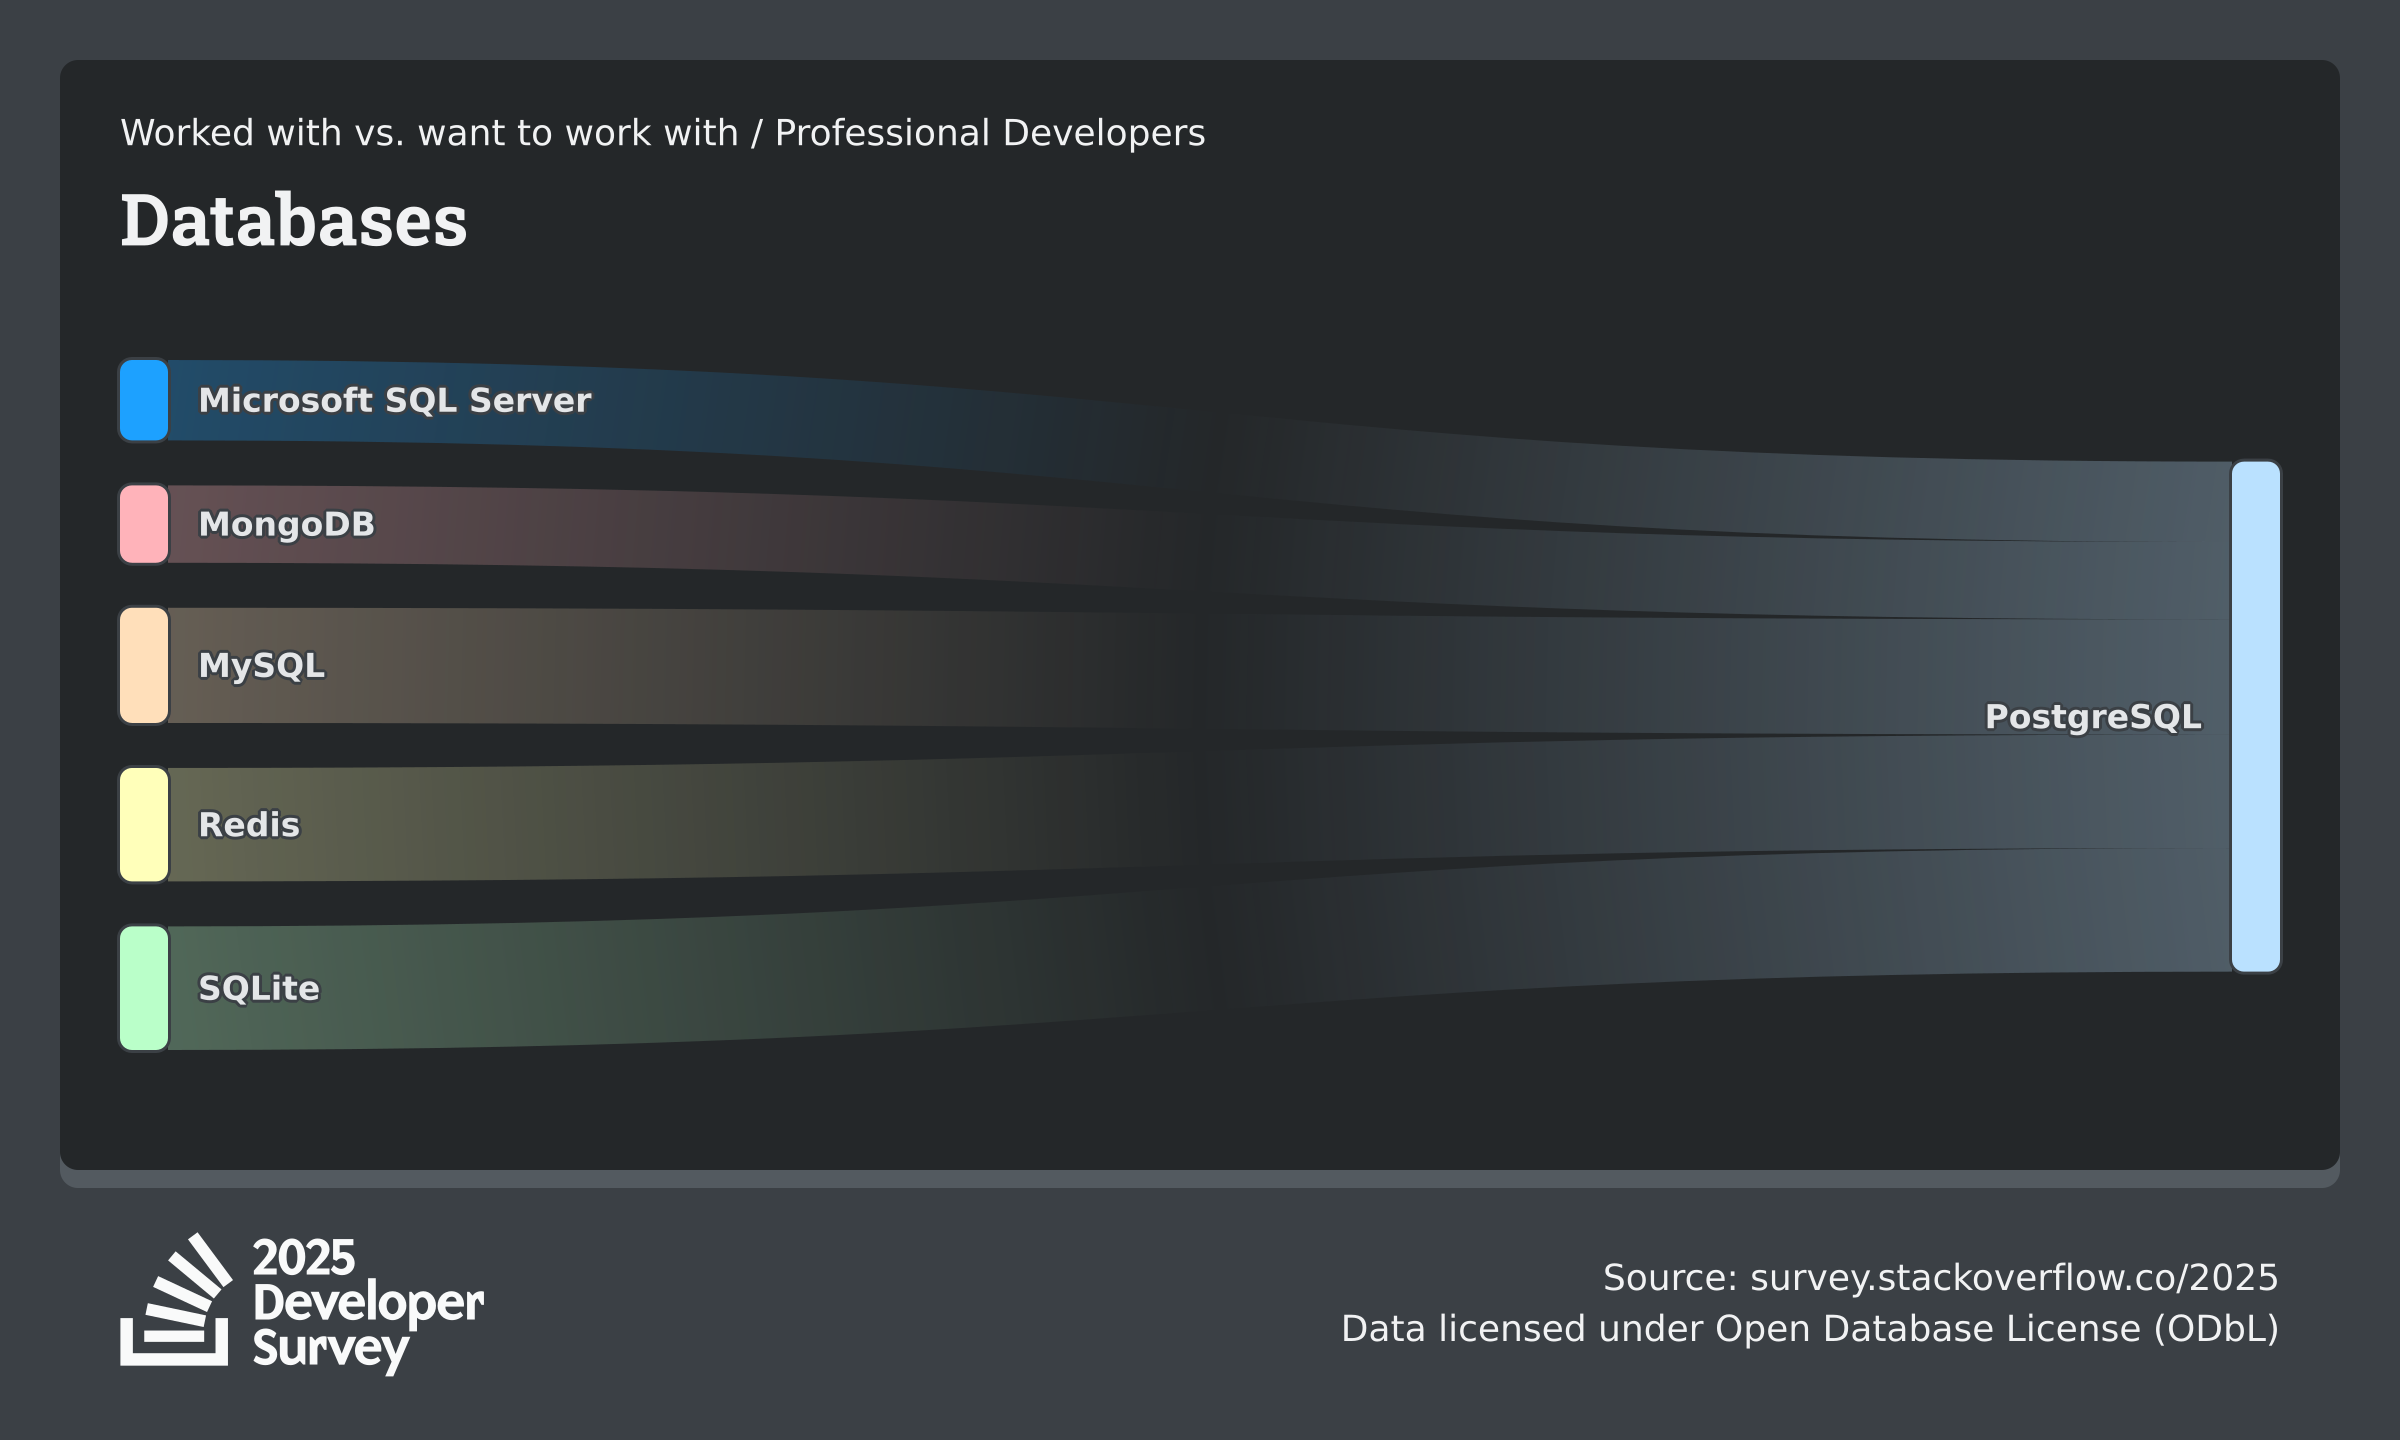 Worked with vs. want to work with / Professional Developers
Databases
Microsoft SQL Server
MongoDB
MySQL
PostgreSQL
Redis
SQLite
2025
Developer
Survey
Source: survey.stackoverflow.co/2025
Data licensed under Open Database License (ODbL)